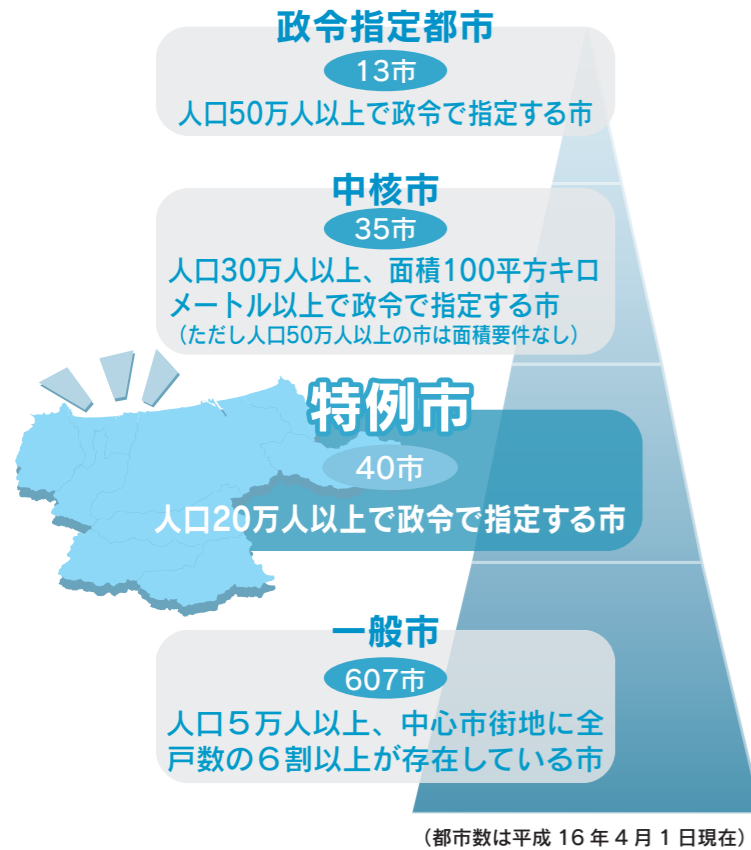 政令指定都市
13市
人口50万人以上で政令で指定する市
中核市
35市
人口30万人以上、面積100平方キロ
メートル以上で政令で指定する市
（ただし人口50万人以上の市は面積要件なし）
特例市
40市
人口20万人以上で政令で指定する市
一般市
607市
人口５万人以上、中心市街地に全
戸数の６割以上が存在している市
（都市数は平成 16 年 4 月 1 日現在）